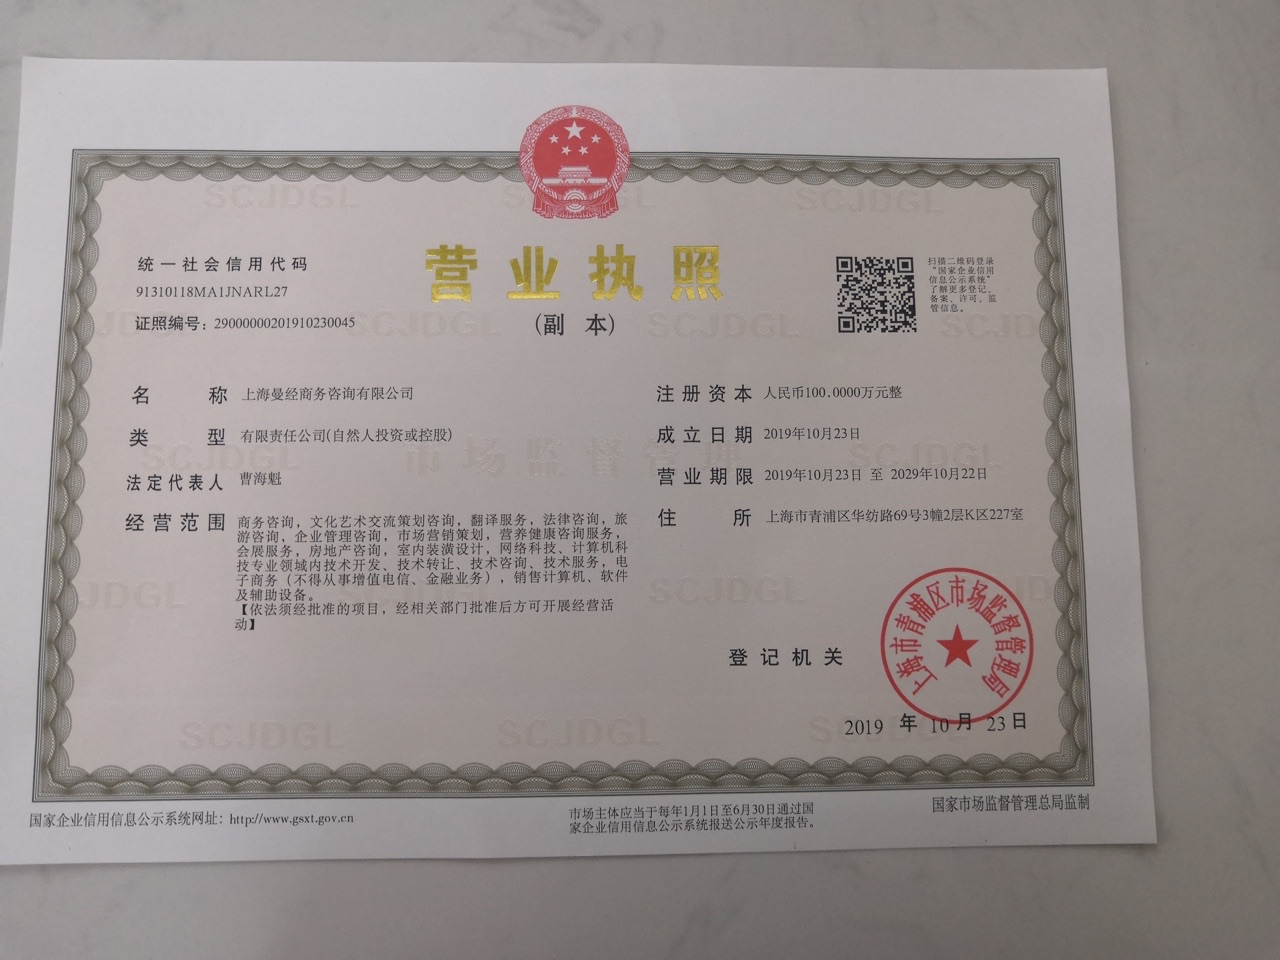 营业执照
(副 本)
统一社会信用代码
91310118MA1JNARL27
证照编号：29000000201910230045
扫描二维码登录
“国家企业信用
信息公示系统”
了解更多登记、
备案、许可、监
管信息。
名 称 上海曼经商务咨询有限公司
类 型 有限责任公司(自然人投资或控股)
法定代表人 曹海魁
经营范围 商务咨询，文化艺术交流策划咨询，翻译服务，法律咨询，旅
游咨询，企业管理咨询，市场营销策划，营养健康咨询服务，
会展服务，房地产咨询，室内装潢设计，网络科技、计算机科
技专业领域内技术开发、技术转让、技术咨询、技术服务，电
子商务（不得从事增值电信、金融业务），销售计算机、软件
及辅助设备。
【依法须经批准的项目，经相关部门批准后方可开展经营活
动】
注册资本 人民币100.0000万元整
成立日期 2019年10月23日
营业期限 2019年10月23日 至 2029年10月22日
住 所 上海市青浦区华纺路69号3幢2层K区227室
登记机关
上海市青浦区市场监督管理局
2019 年 10 月 23 日
SCJDGL
市场监督管理
国家企业信用信息公示系统网址：http://www.gsxt.gov.cn
市场主体应当于每年1月1日至6月30日通过国
家企业信用信息公示系统报送公示年度报告。
国家市场监督管理总局监制